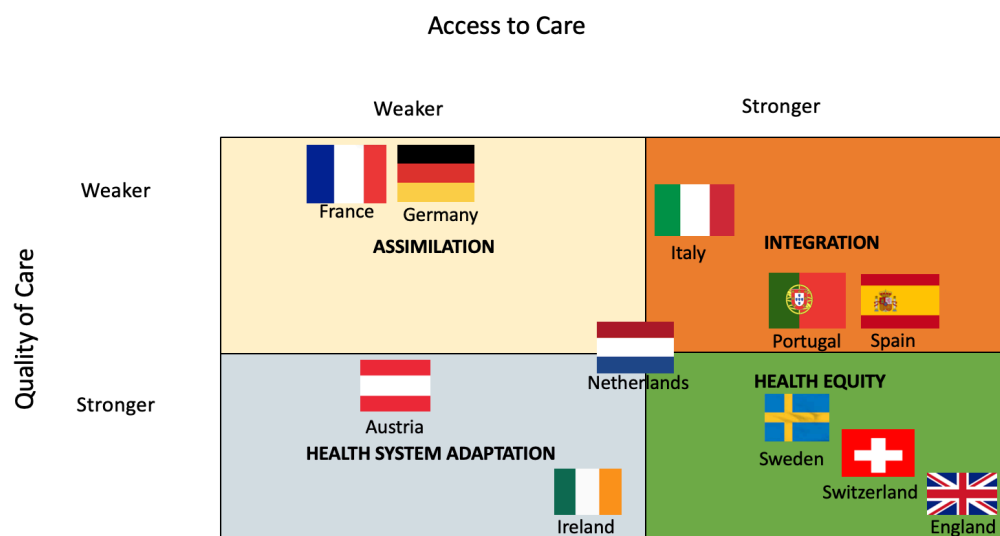 Access to Care
Weaker
Stronger
Weaker
Quality of Care
Stronger
France
Germany
ASSIMILATION
Italy
INTEGRATION
Portugal
Spain
Netherlands
Austria
HEALTH SYSTEM ADAPTATION
Ireland
HEALTH EQUITY
Sweden
Switzerland
England